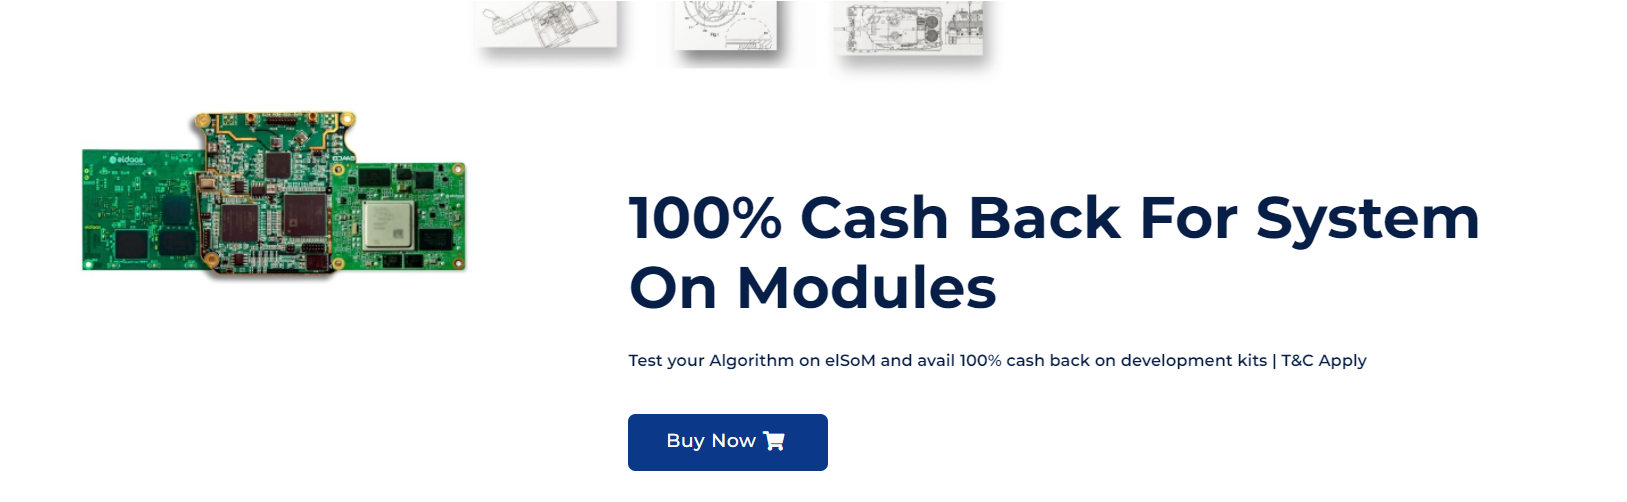 eldaas
100% Cash Back For System
On Modules
Test your Algorithm on elSoM and avail 100% cash back on development kits | T&C Apply
Buy Now